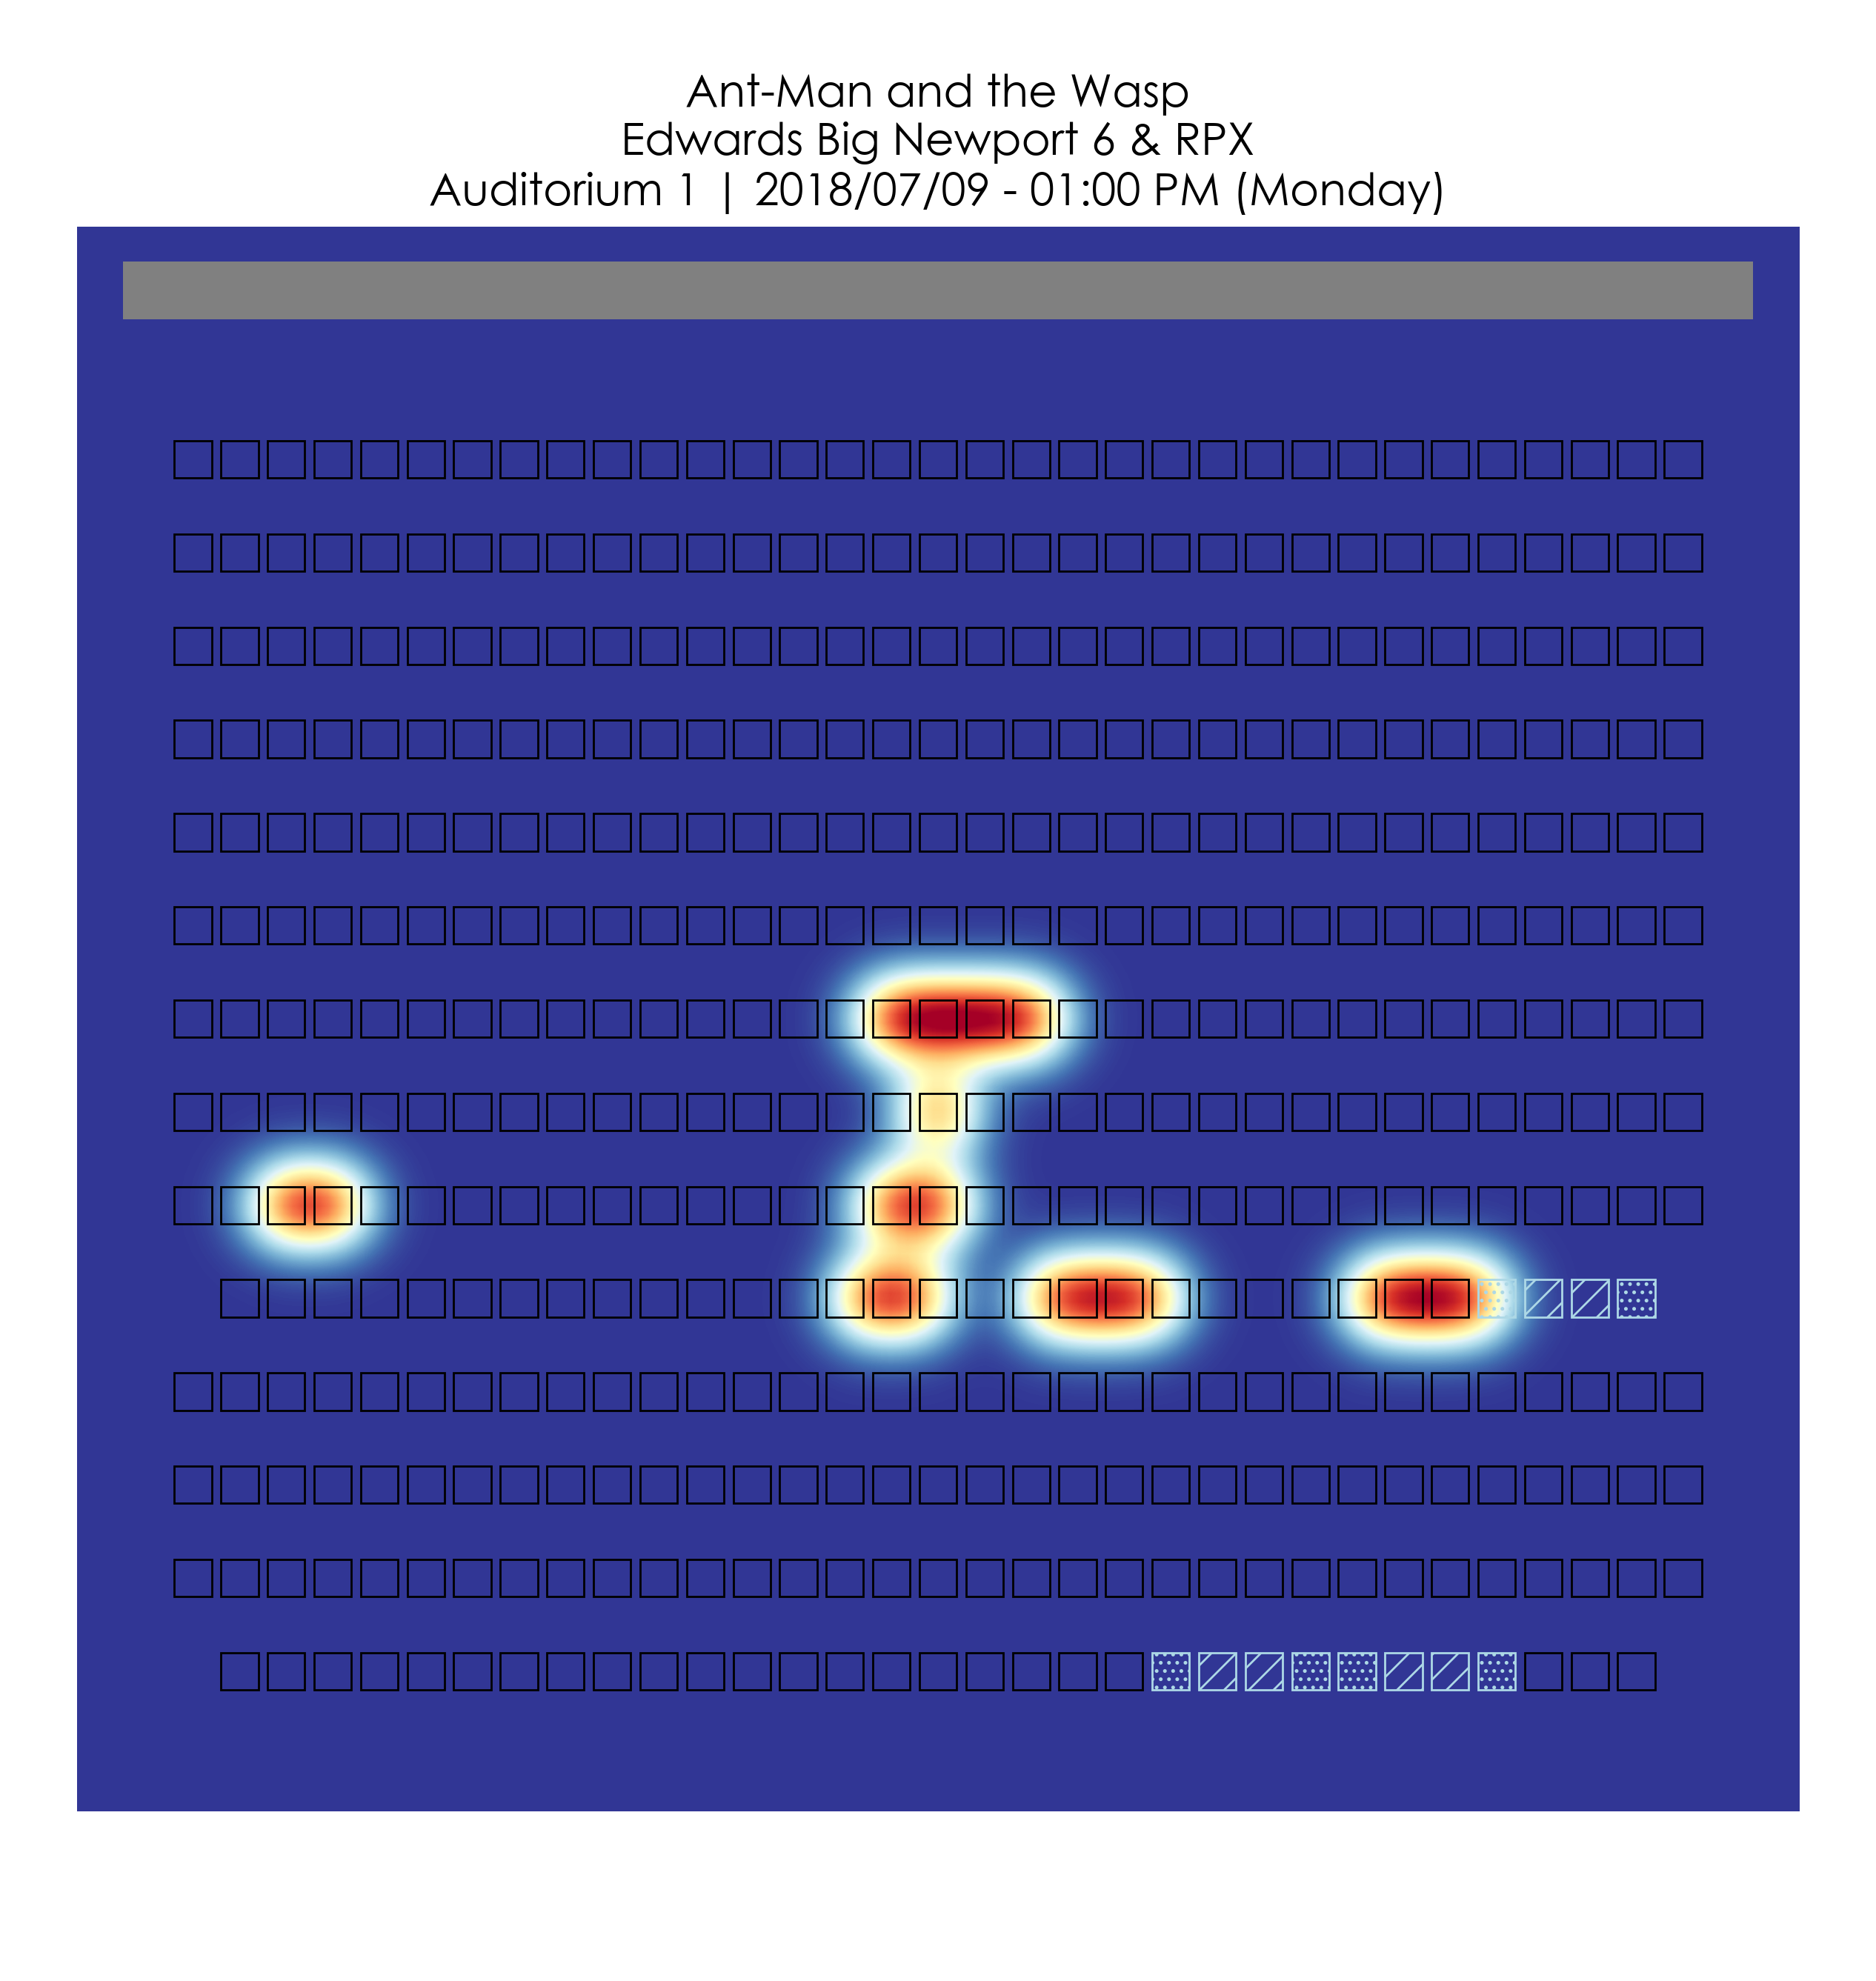 Ant-Man and the Wasp
Edwards Big Newport 6 & RPX
Auditorium 1 | 2018/07/09 - 01:00 PM (Monday)